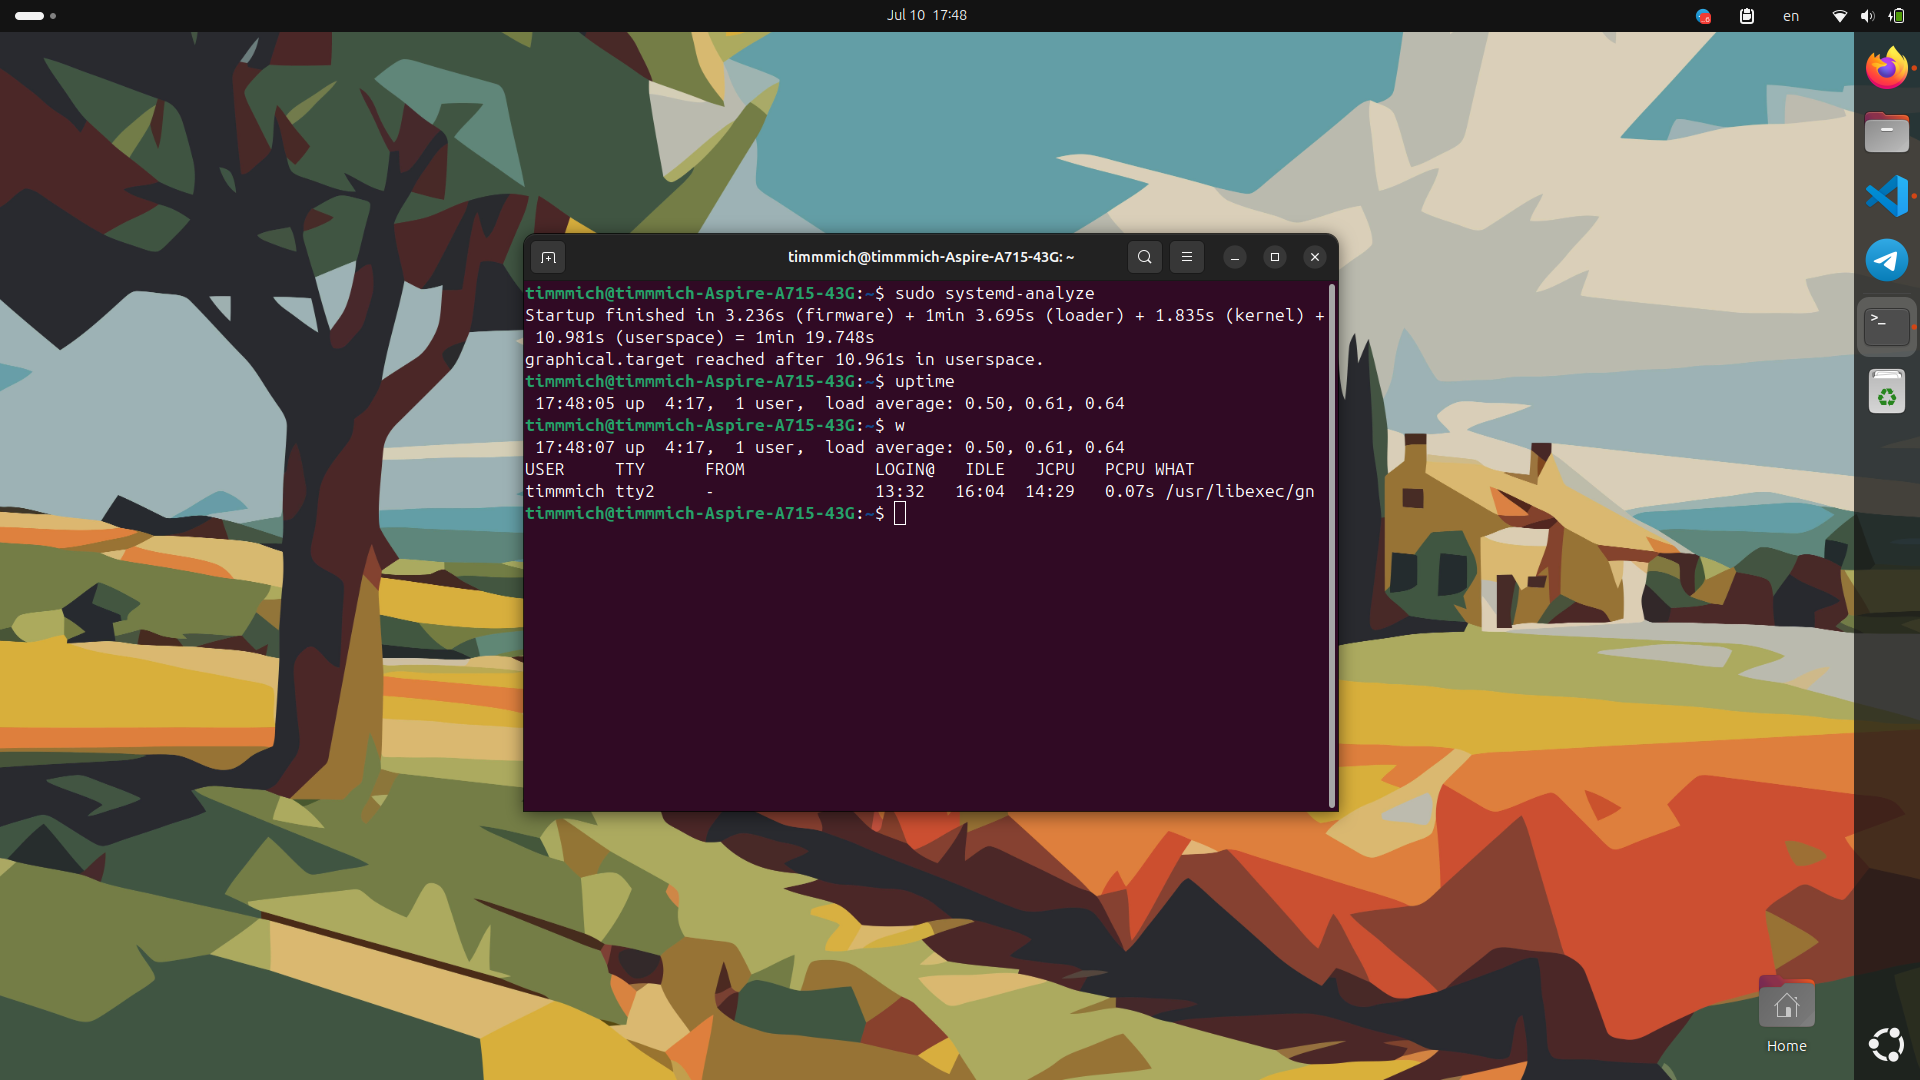 Jul 10 17:48
en
timmmich@timmmich-Aspire-A715-43G: ~
timmmich@timmmich-Aspire-A715-43G:~$ sudo systemd-analyze
Startup finished in 3.236s (firmware) + 1min 3.695s (loader) + 1.835s (kernel) +
 10.981s (userspace) = 1min 19.748s
graphical.target reached after 10.961s in userspace.
timmmich@timmmich-Aspire-A715-43G:~$ uptime
 17:48:05 up  4:17,  1 user,  load average: 0.50, 0.61, 0.64
timmmich@timmmich-Aspire-A715-43G:~$ w
 17:48:07 up  4:17,  1 user,  load average: 0.50, 0.61, 0.64
USER     TTY      FROM             LOGIN@   IDLE   JCPU   PCPU WHAT
timmmich tty2     -                13:32   16:04  14:29   0.07s /usr/libexec/gn
timmmich@timmmich-Aspire-A715-43G:~$
>_
Home